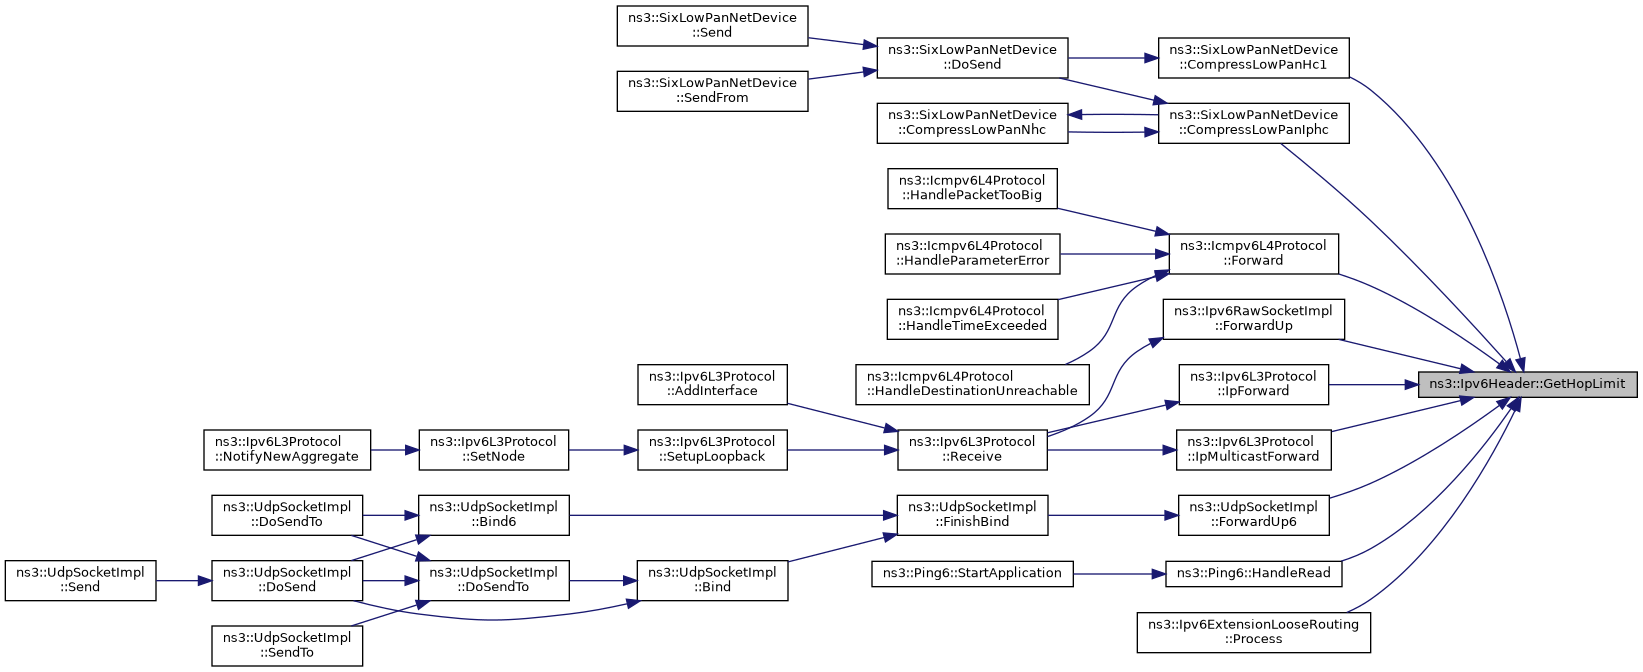 ns3::SixLowPanNetDevice
::Send
ns3::SixLowPanNetDevice
::DoSend
ns3::SixLowPanNetDevice
::CompressLowPanHc1
ns3::SixLowPanNetDevice
::SendFrom
ns3::SixLowPanNetDevice
::CompressLowPanNhc
ns3::SixLowPanNetDevice
::CompressLowPanIphc
ns3::Icmpv6L4Protocol
::HandlePacketTooBig
ns3::Icmpv6L4Protocol
::HandleParameterError
ns3::Icmpv6L4Protocol
::Forward
ns3::Icmpv6L4Protocol
::HandleTimeExceeded
ns3::Ipv6RawSocketImpl
::ForwardUp
ns3::Ipv6L3Protocol
::AddInterface
ns3::Icmpv6L4Protocol
::HandleDestinationUnreachable
ns3::Ipv6L3Protocol
::IpForward
ns3::Ipv6Header::GetHopLimit
ns3::Ipv6L3Protocol
::NotifyNewAggregate
ns3::Ipv6L3Protocol
::SetNode
ns3::Ipv6L3Protocol
::SetupLoopback
ns3::Ipv6L3Protocol
::Receive
ns3::Ipv6L3Protocol
::IpMulticastForward
ns3::UdpSocketImpl
::DoSendTo
ns3::UdpSocketImpl
::Bind6
ns3::UdpSocketImpl
::FinishBind
ns3::UdpSocketImpl
::ForwardUp6
ns3::UdpSocketImpl
::Send
ns3::UdpSocketImpl
::DoSend
ns3::UdpSocketImpl
::DoSendTo
ns3::UdpSocketImpl
::Bind
ns3::Ping6::StartApplication
ns3::Ping6::HandleRead
ns3::UdpSocketImpl
::SendTo
ns3::Ipv6ExtensionLooseRouting
::Process